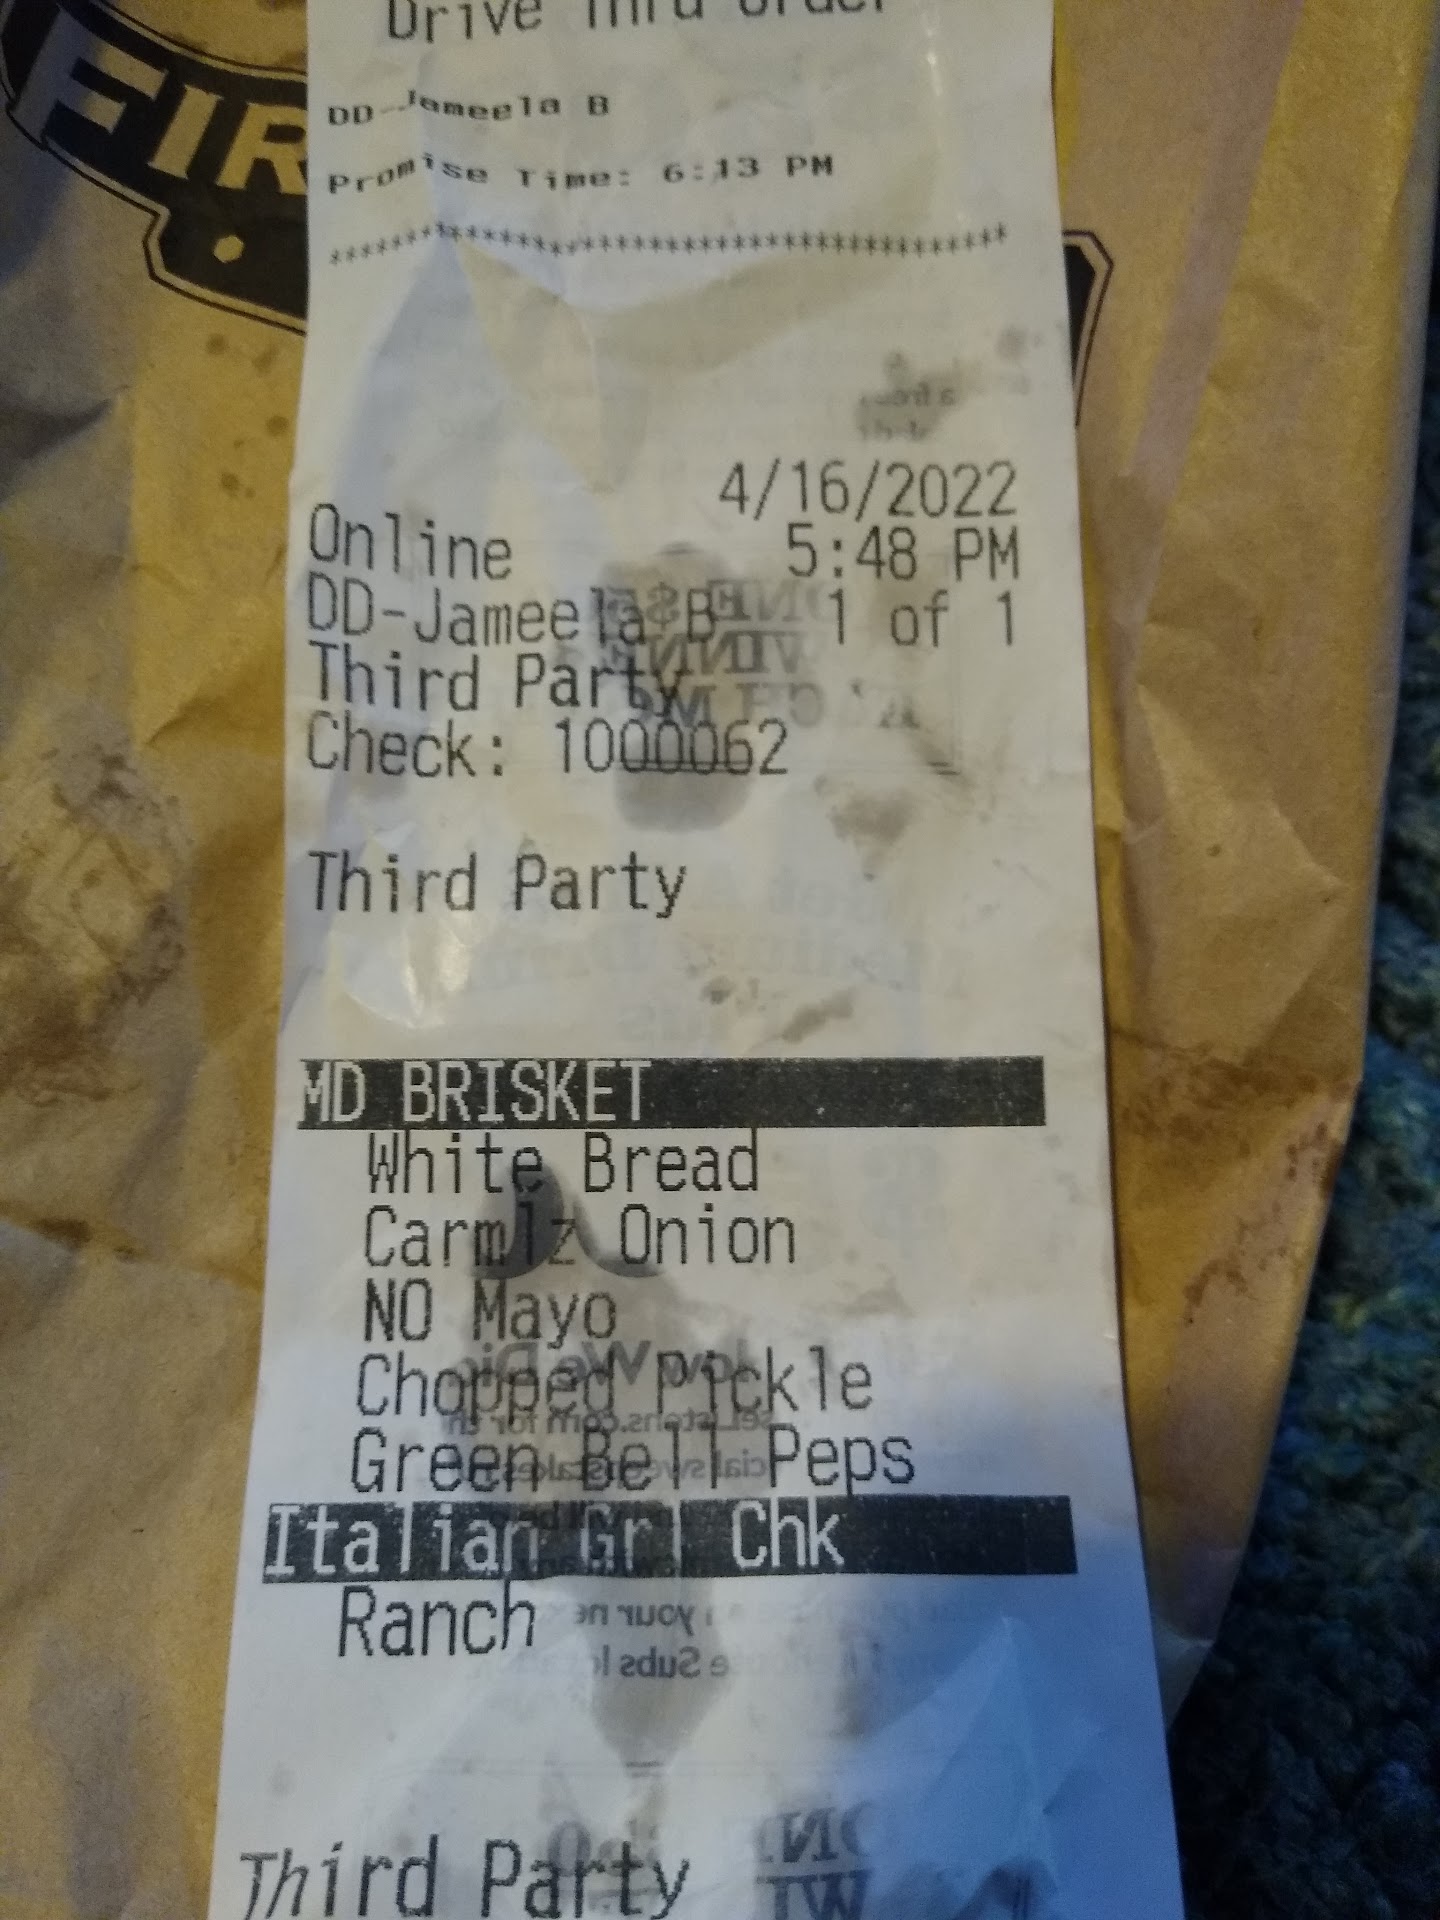 FIR
Drive Thru Order
DD-Jameela B
Promise Time: 6:13 PM
****************************************
4/16/2022
Online 5:48 PM
DD-Jameela B 1 of 1
Third Party
Check: 1000062
Third Party
MD BRISKET
White Bread
Carmlz Onion
NO Mayo
Chopped Pickle
Green Bell Peps
Italian Grl Chk
Ranch
Third Party